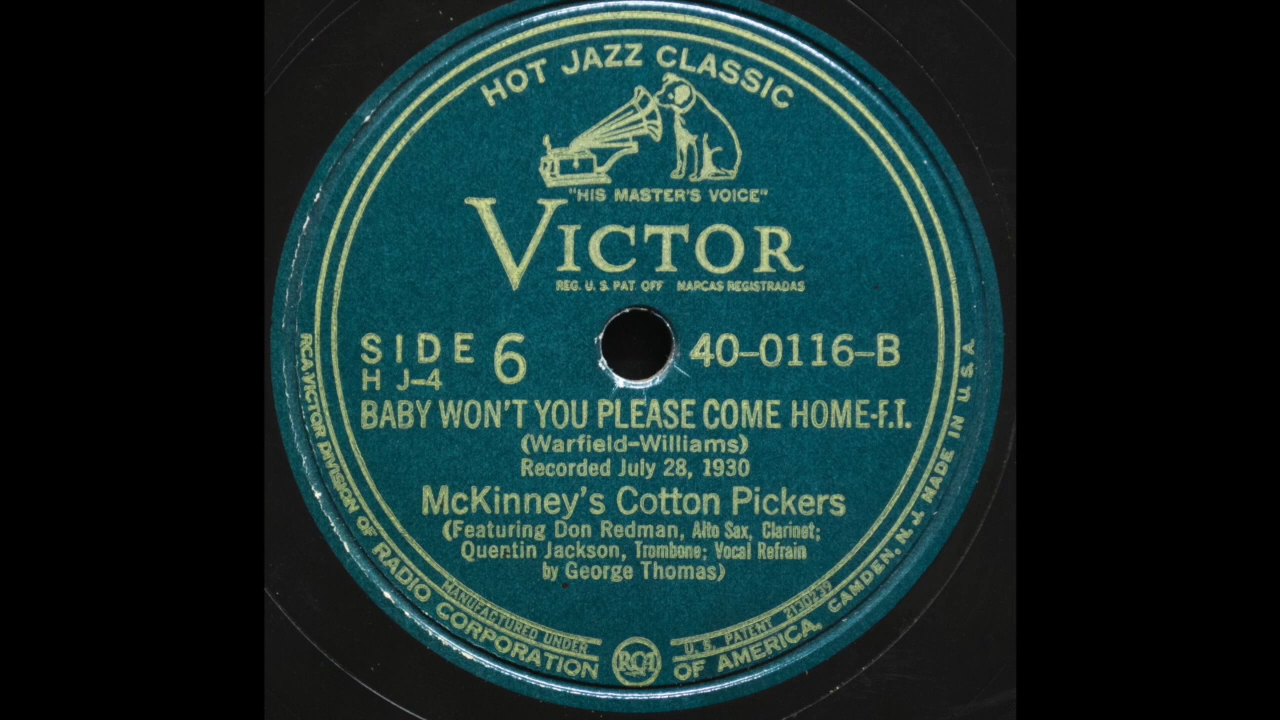 HOT JAZZ CLASSIC
"HIS MASTER'S VOICE"
VICTOR
REG. U. S. PAT. OFF MARCAS REGISTRADAS
SIDE 6
40-0116-B
H J-4
BABY WON'T YOU PLEASE COME HOME-F.T.
(Warfield-Williams)
Recorded July 28, 1930
McKinney's Cotton Pickers
(Featuring Don Redman, Alto Sax, Clarinet;
Quentin Jackson, Trombone; Vocal Refrain
by George Thomas)
MANUFACTURED UNDER U. S. PATENT 2130239
RCA VICTOR DIVISION OF RADIO CORPORATION OF AMERICA, CAMDEN, N. J. MADE IN U. S. A.
RCA